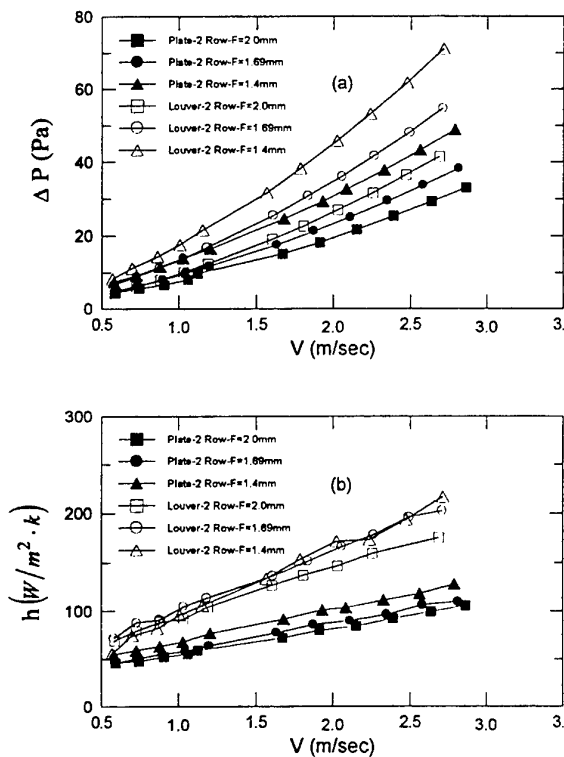 80
60
40
20
0
Δ P (Pa)
Plate-2 Row-F=2.0mm
Plate-2 Row-F=1.69mm
Plate-2 Row-F=1.4mm
Louver-2 Row-F=2.0mm
Louver-2 Row-F=1.69mm
Louver-2 Row-F=1.4mm
(a)
0.5 1.0 1.5 2.0 2.5 3.0 3.5
V (m/sec)
300
200
100
0
h (W/m² · k)
Plate-2 Row-F=2.0mm
Plate-2 Row-F=1.69mm
Plate-2 Row-F=1.4mm
Louver-2 Row-F=2.0mm
Louver-2 Row-F=1.69mm
Louver-2 Row-F=1.4mm
(b)
0.5 1.0 1.5 2.0 2.5 3.0 3.5
V (m/sec)